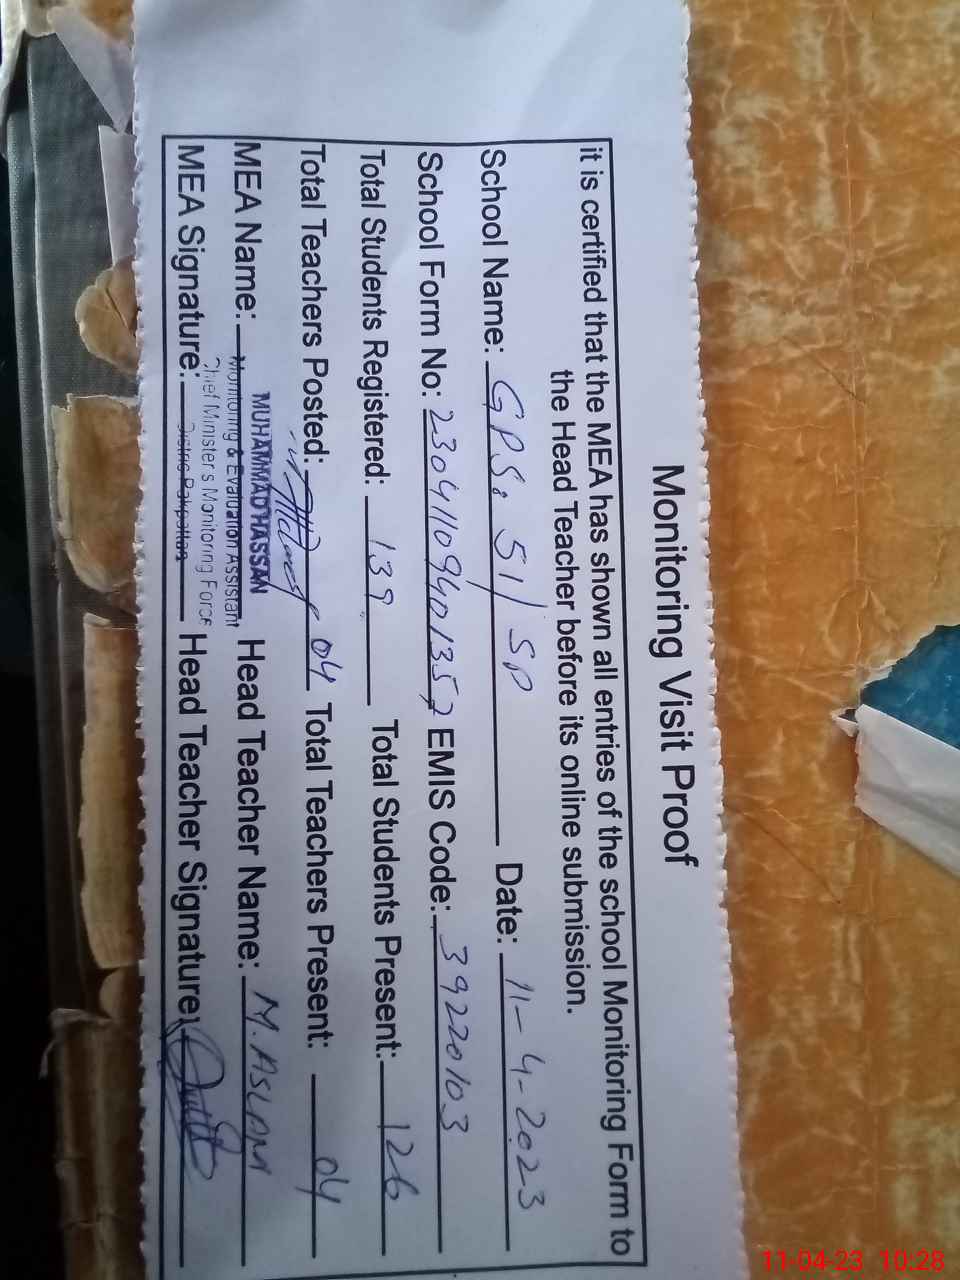 Monitoring Visit Proof
it is certified that the MEA has shown all entries of the school Monitoring Form to
the Head Teacher before its online submission.
School Name: GPS: 51/SP Date: 11-4-2023
School Form No: 23041109401352 EMIS Code: 39220103
Total Students Registered: 139 Total Students Present: 126
Total Teachers Posted: 04 Total Teachers Present: 04
MUHAMMAD HASSAN
MEA Name: Monitoring & Evaluation Assistant Head Teacher Name: M. ASLAM
Chief Minister s Monitoring Force
MEA Signature: District Pakpattan Head Teacher Signature:
11-04-23 10:28